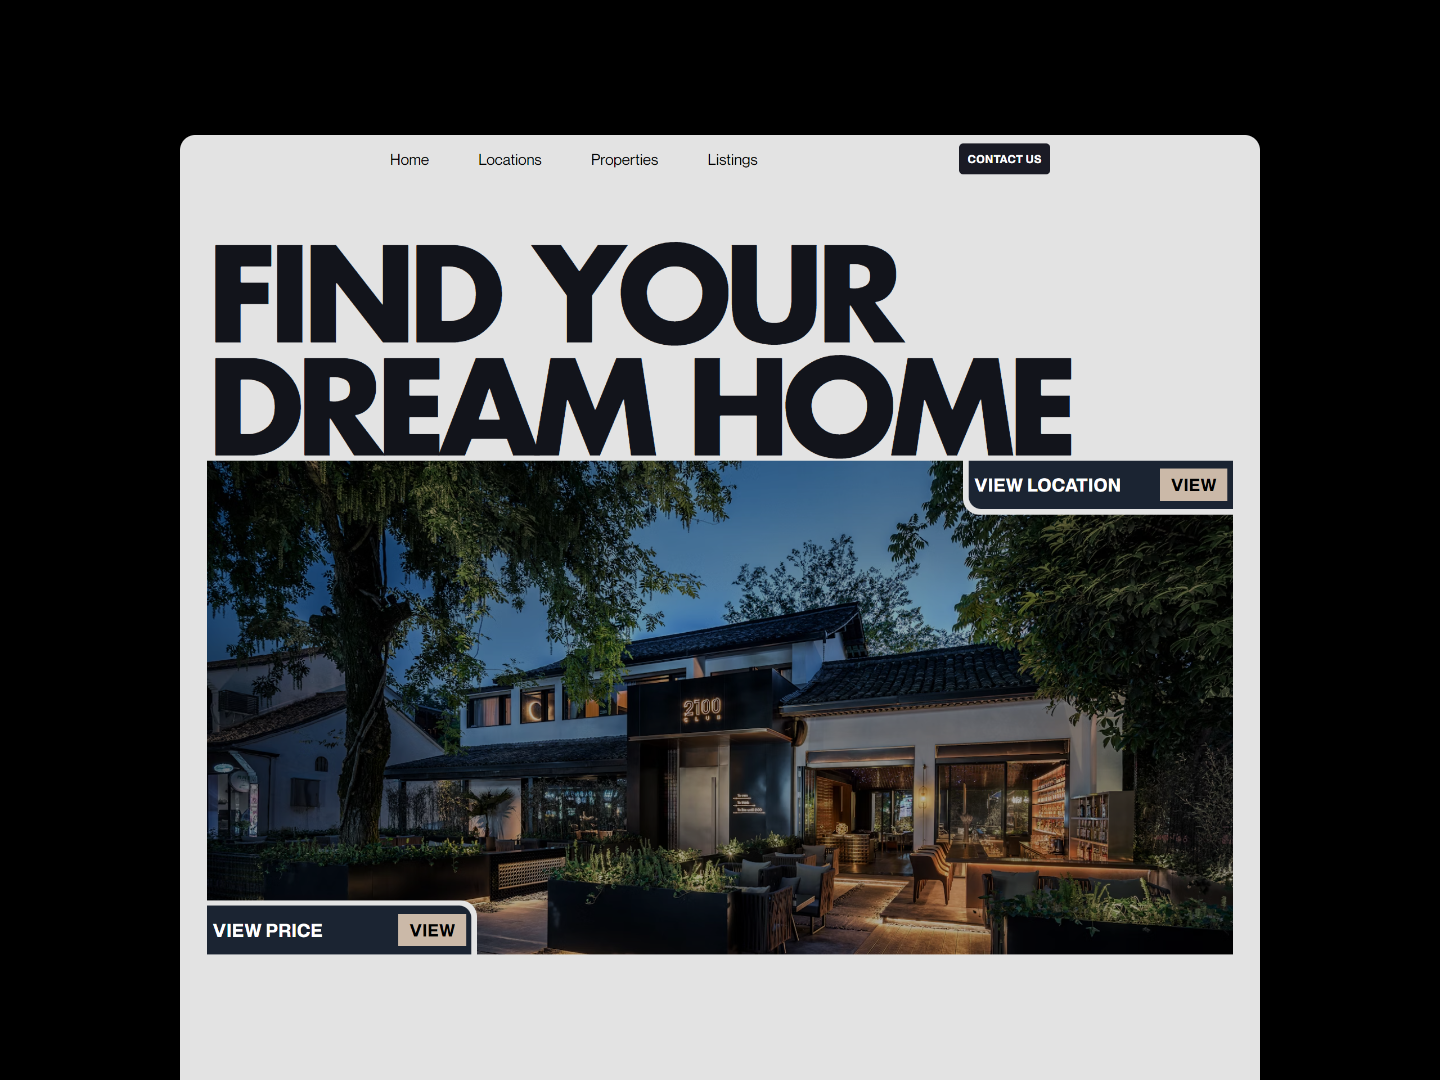 Home Locations Properties Listings CONTACT US
FIND YOUR
DREAM HOME
VIEW LOCATION VIEW
2100
CLUB
VIEW PRICE VIEW